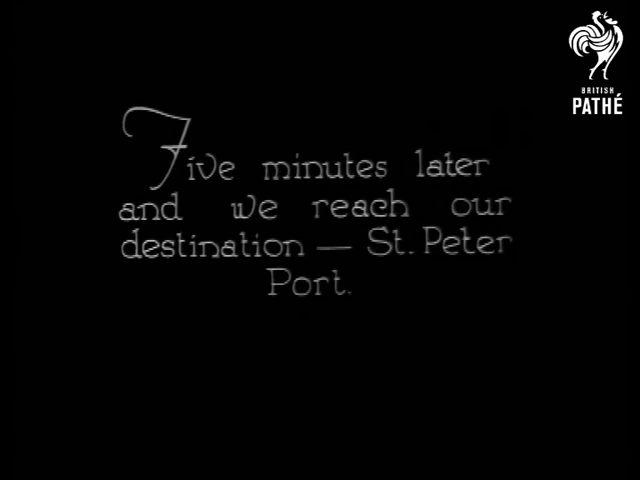 BRITISH
PATHÉ
Five minutes later
and we reach our
destination — St. Peter
Port.